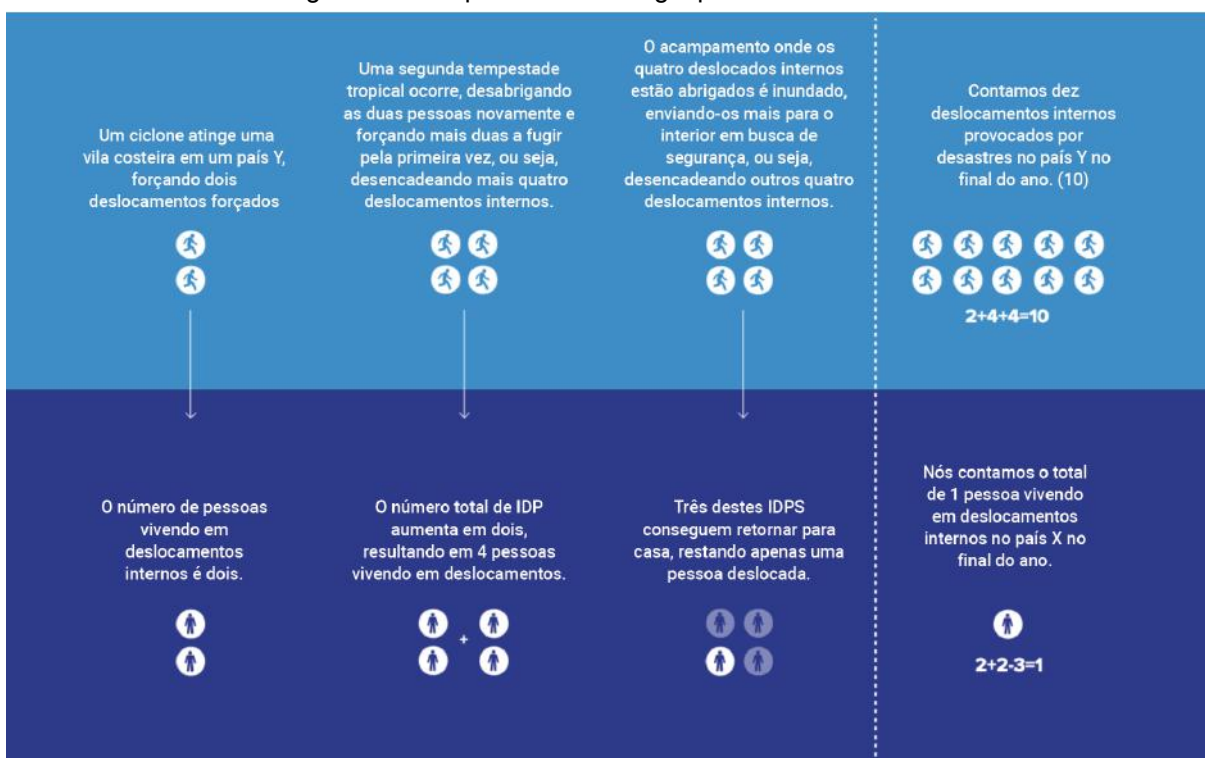 Um ciclone atinge uma
vila costeira em um país Y,
forçando dois
deslocamentos forçados
Uma segunda tempestade
tropical ocorre, desabrigando
as duas pessoas novamente e
forçando mais duas a fugir
pela primeira vez, ou seja,
desencadeando mais quatro
deslocamentos internos.
O acampamento onde os
quatro deslocados internos
estão abrigados é inundado,
enviando-os mais para o
interior em busca de
segurança, ou seja,
desencadeando outros quatro
deslocamentos internos.
Contamos dez
deslocamentos internos
provocados por
desastres no país Y no
final do ano. (10)
2+4+4=10
O número de pessoas
vivendo em
deslocamentos
internos é dois.
O número total de IDP
aumenta em dois,
resultando em 4 pessoas
vivendo em deslocamentos.
+
Três destes IDPS
conseguem retornar para
casa, restando apenas uma
pessoa deslocada.
Nós contamos o total
de 1 pessoa vivendo
em deslocamentos
internos no país X no
final do ano.
2+2-3=1